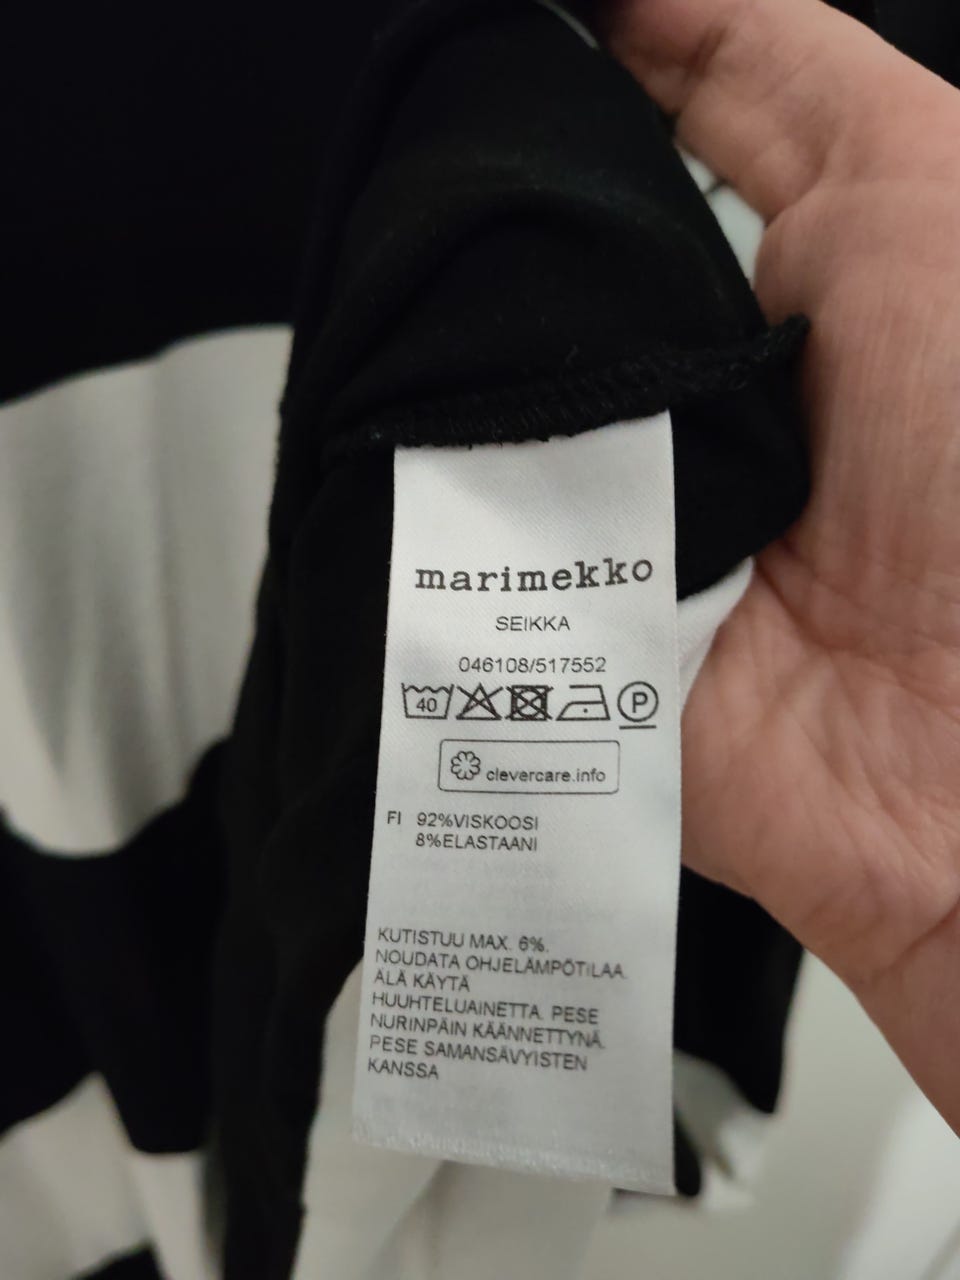 marimekko
SEIKKA
046108/517552
40 P
clevercare.info
FI 92%VISKOOSI
8%ELASTAANI
KUTISTUU MAX. 6%.
NOUDATA OHJELÄMPÖTILAA.
ÄLÄ KÄYTÄ
HUUHTELUAINETTA. PESE
NURINPÄIN KÄÄNNETTYNÄ.
PESE SAMANSÄVYISTEN
KANSSA